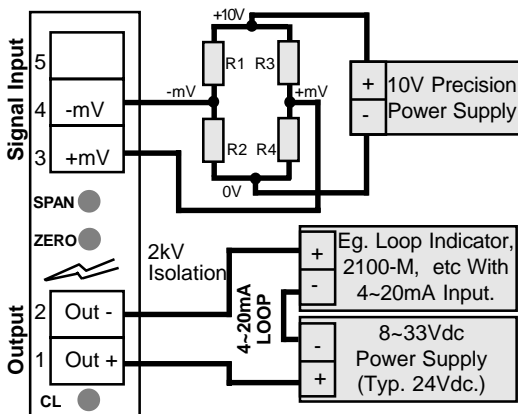 +10V
Signal Input
5
4
-mV
3
+mV
R1
R3
-mV
+mV
R2
R4
0V
+
-
10V Precision
Power Supply
SPAN
ZERO
2kV
Isolation
Output
2
Out -
1
Out +
CL
4~20mA
LOOP
+
-
Eg. Loop Indicator,
2100-M, etc With
4~20mA Input.
-
+
8~33Vdc
Power Supply
(Typ. 24Vdc.)